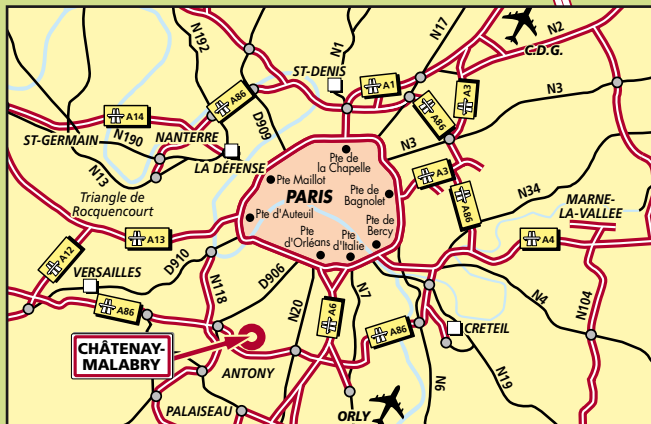 N192
N1
N17
N2
C.D.G.
ST-DENIS
A1
A3
N3
A86
A86
D909
A14
ST-GERMAIN
N190
NANTERRE
LA DÉFENSE
N13
N3
A3
Pte de
la Chapelle
Pte Maillot
PARIS
Pte de
Bagnolet
Pte d'Auteuil
Pte
d'Orléans
Pte
d'Italie
Pte de
Bercy
N34
MARNE-
LA-VALLEE
A86
A4
Triangle de
Rocquencourt
A13
A12
VERSAILLES
D910
N118
D906
A86
N20
A6
N7
A86
CRETEIL
N4
N104
CHÂTENAY-
MALABRY
ANTONY
PALAISEAU
ORLY
N6
N19